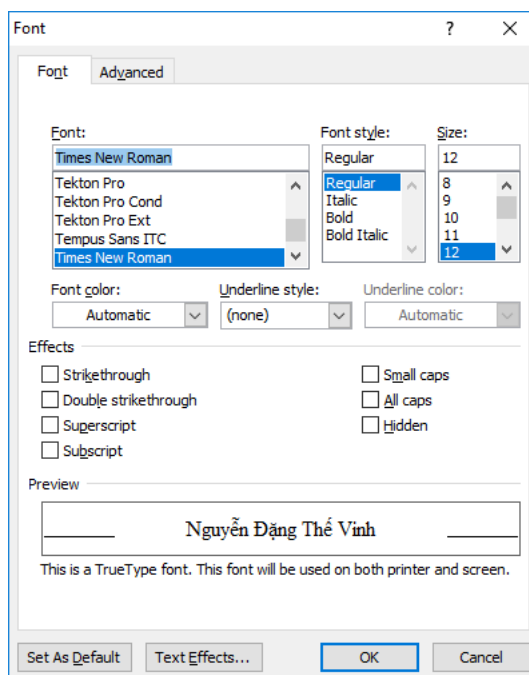 Font ? ×
Font Advanced
Font: Font style: Size:
Times New Roman Regular 12
Tekton Pro Regular 8
Tekton Pro Cond Italic 9
Tekton Pro Ext Bold 10
Tempus Sans ITC Bold Italic 11
Times New Roman 12
Font color: Underline style: Underline color:
Automatic (none) Automatic
Effects
Strikethrough Small caps
Double strikethrough All caps
Superscript Hidden
Subscript
Preview
Nguyễn Đặng Thế Vinh
This is a TrueType font. This font will be used on both printer and screen.
Set As Default Text Effects... OK Cancel